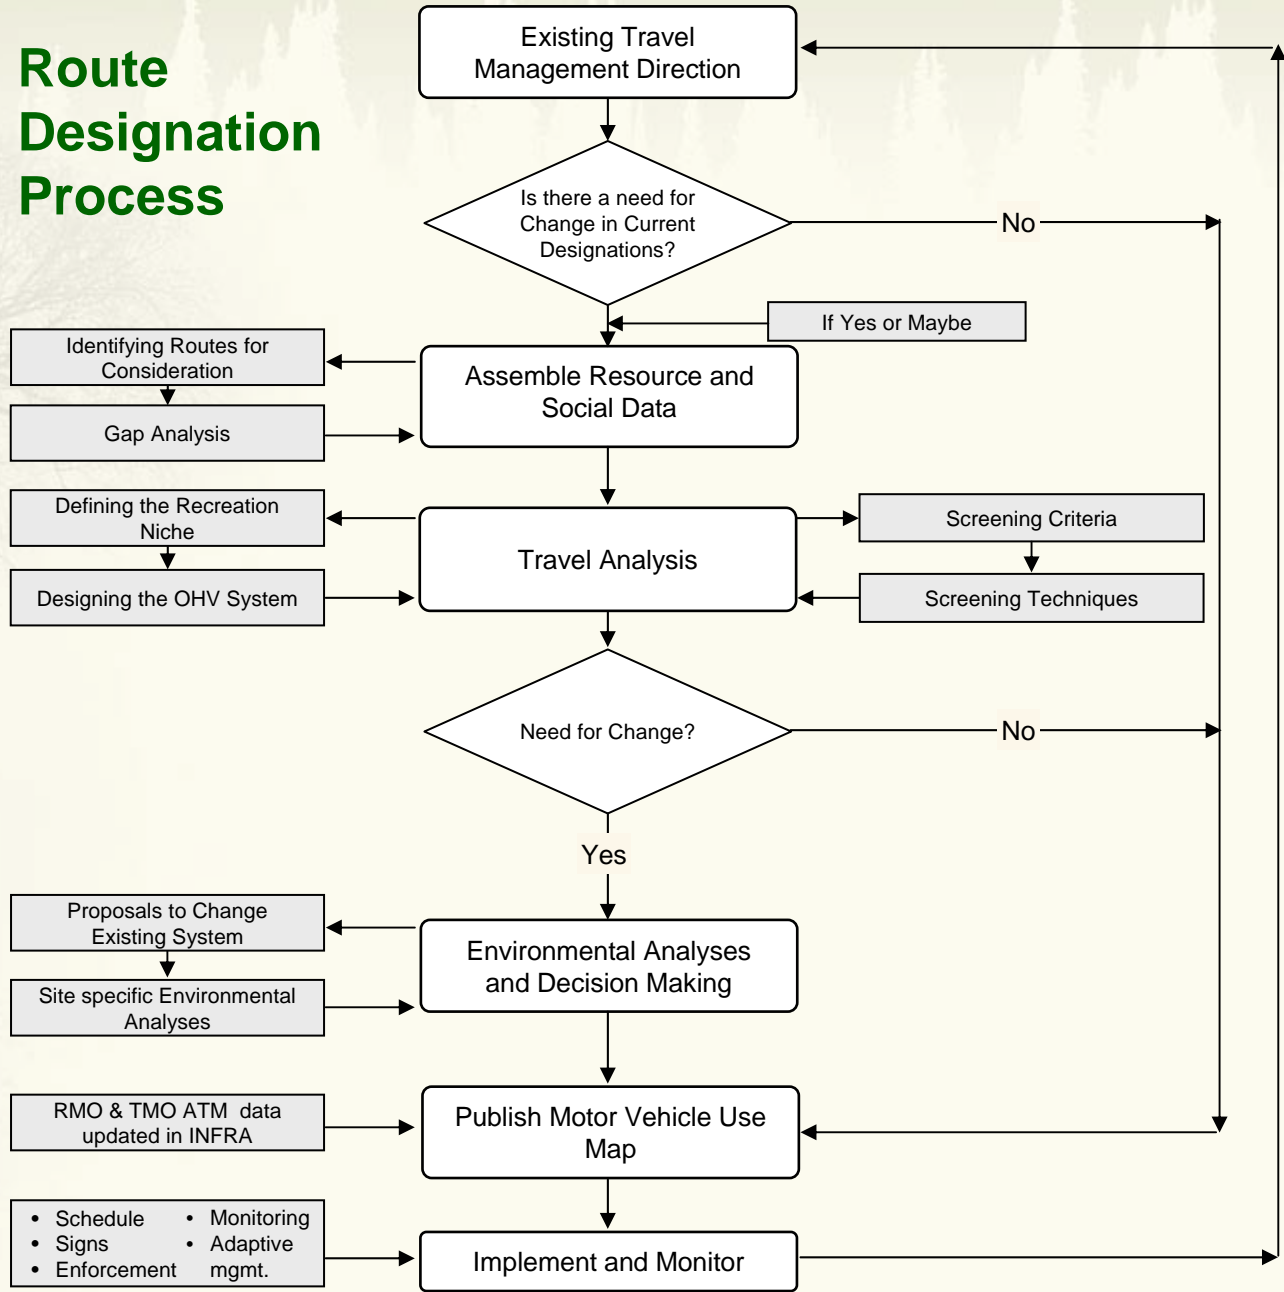 Route
Designation
Process
Existing Travel
Management Direction
Is there a need for
Change in Current
Designations?
No
If Yes or Maybe
Identifying Routes for
Consideration
Gap Analysis
Assemble Resource and
Social Data
Defining the Recreation
Niche
Designing the OHV System
Travel Analysis
Screening Criteria
Screening Techniques
Need for Change?
No
Yes
Proposals to Change
Existing System
Site specific Environmental
Analyses
Environmental Analyses
and Decision Making
RMO & TMO ATM data
updated in INFRA
Publish Motor Vehicle Use
Map
• Schedule
• Signs
• Enforcement
• Monitoring
• Adaptive
mgmt.
Implement and Monitor